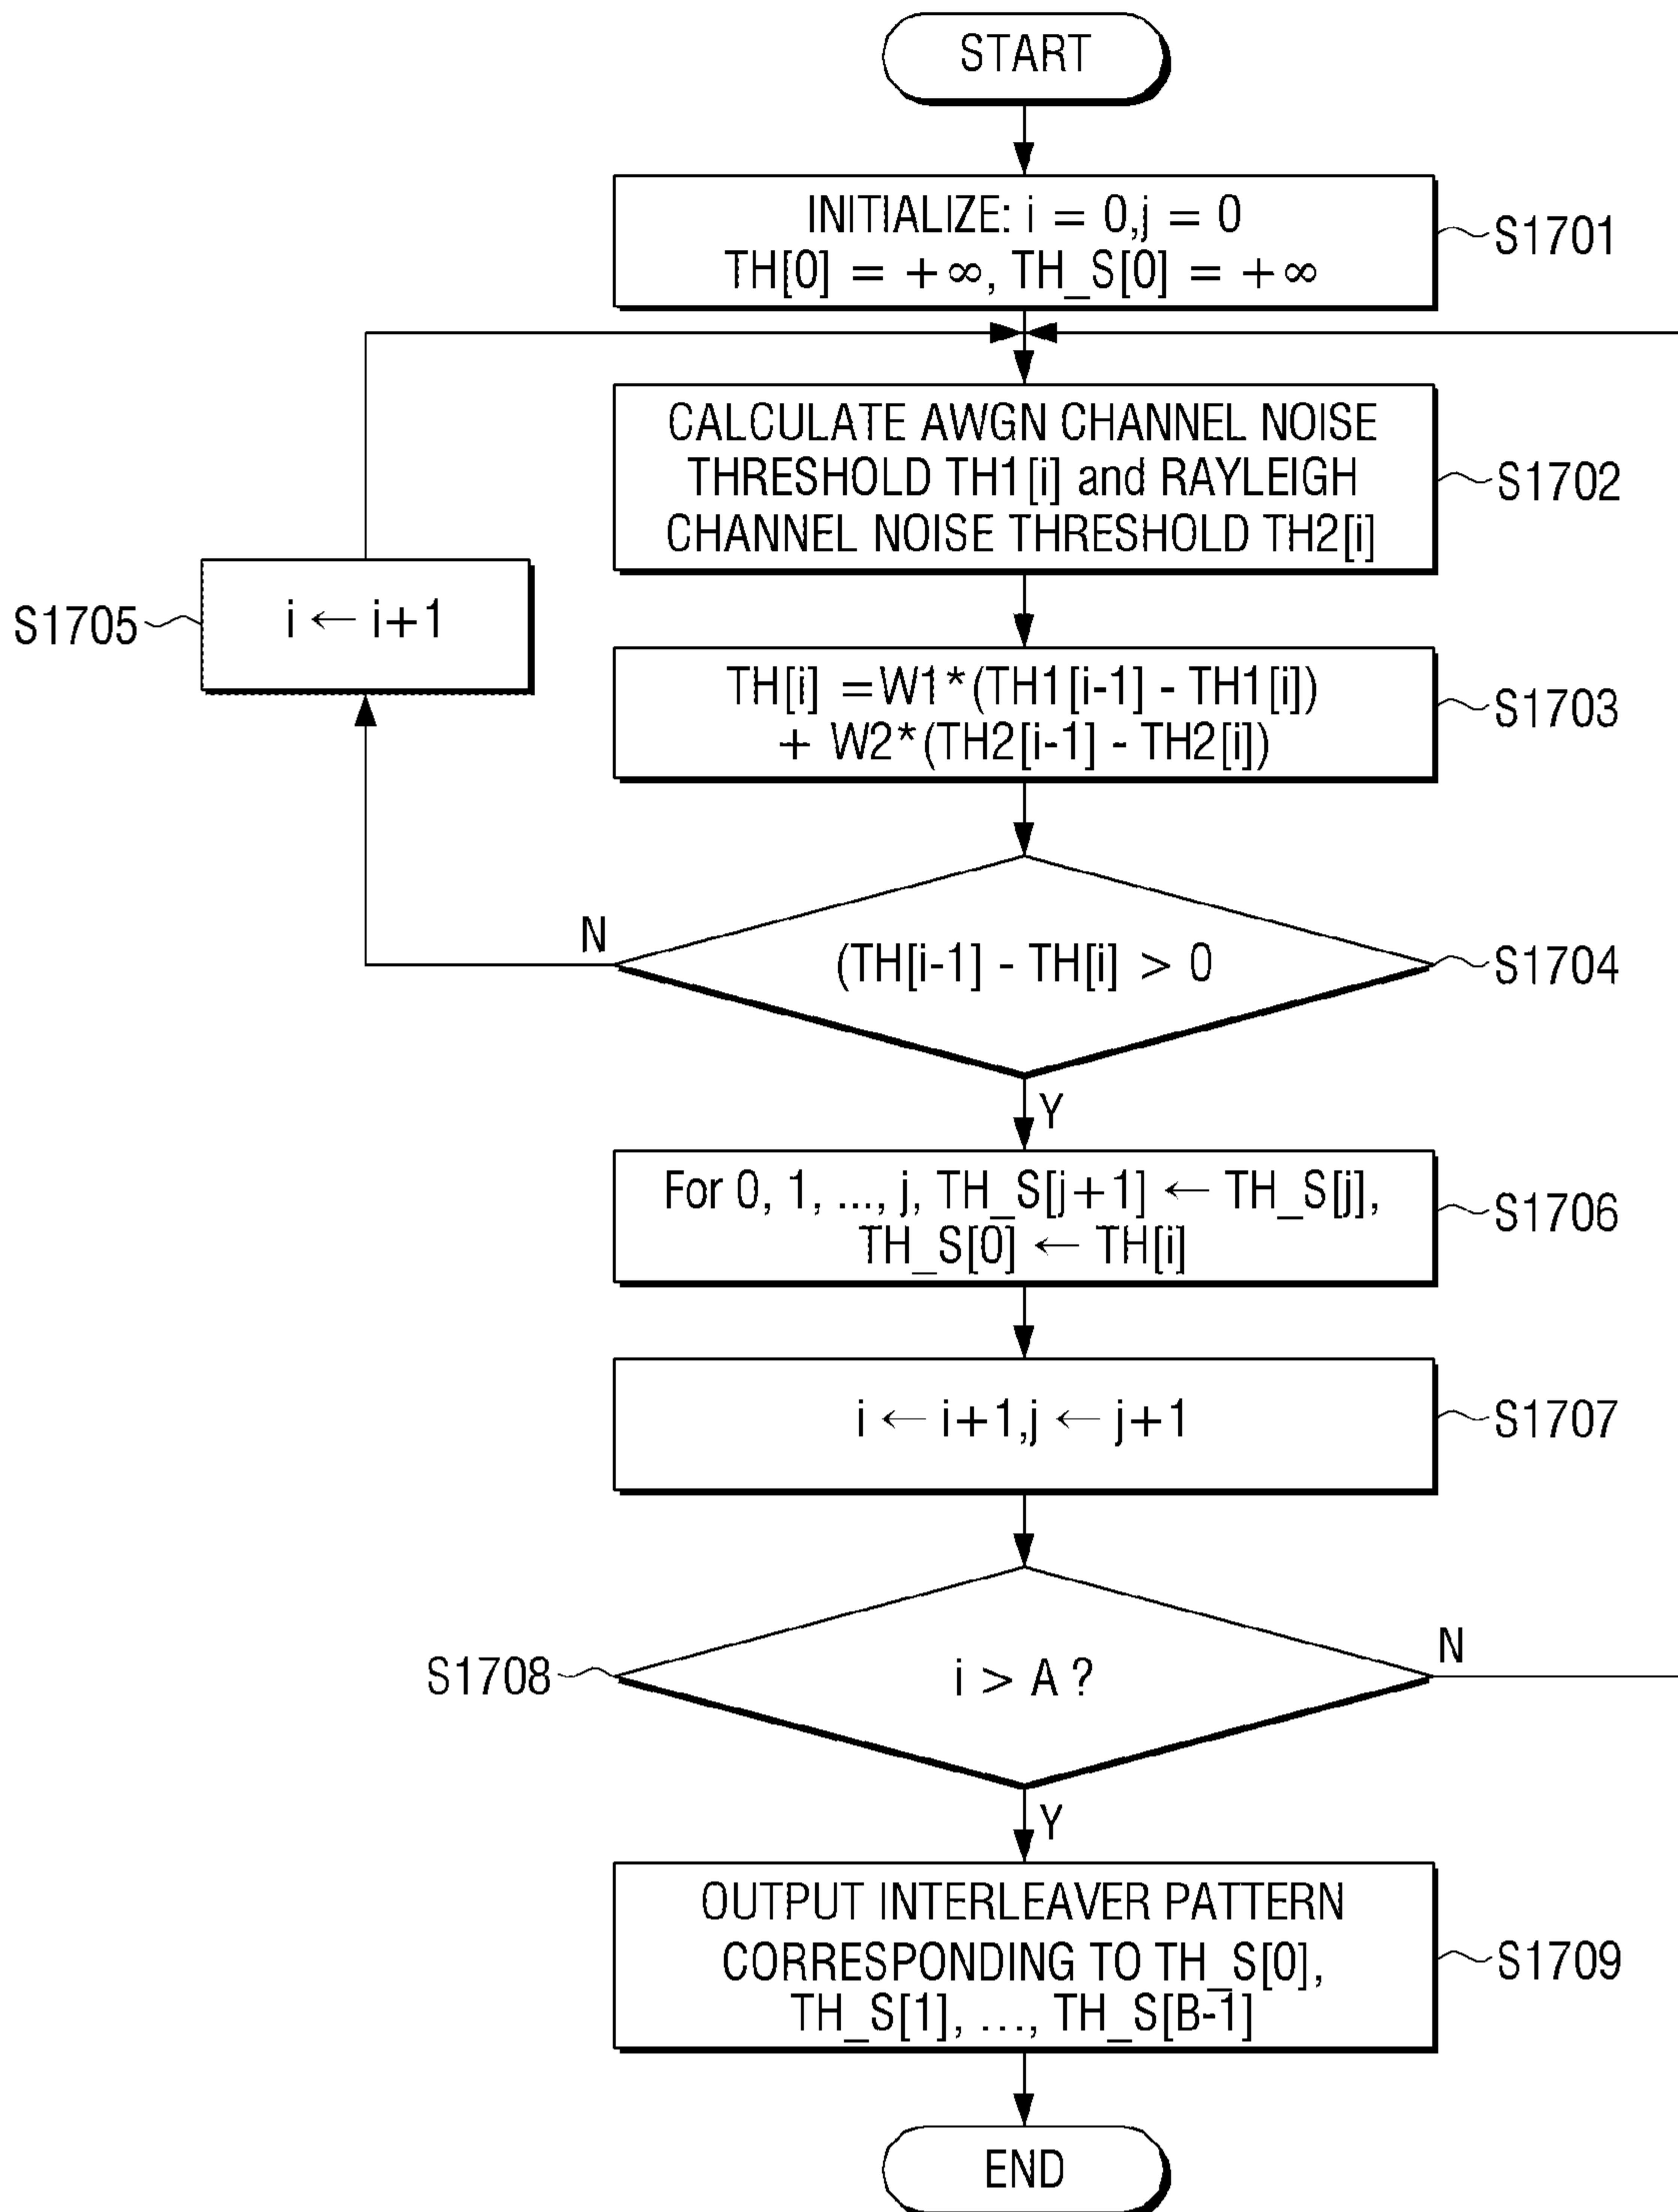 START
INITIALIZE: i = 0,j = 0
TH[0] = +∞, TH_S[0] = +∞
S1701
CALCULATE AWGN CHANNEL NOISE
THRESHOLD TH1[i] and RAYLEIGH
CHANNEL NOISE THRESHOLD TH2[i]
S1702
S1705
i ← i+1
TH[i] =W1*(TH1[i-1] - TH1[i])
+ W2*(TH2[i-1] - TH2[i])
S1703
N
(TH[i-1] - TH[i] > 0
S1704
Y
For 0, 1, ..., j, TH_S[j+1] ← TH_S[j],
TH_S[0] ← TH[i]
S1706
i ← i+1,j ← j+1
S1707
S1708
i > A ?
N
Y
OUTPUT INTERLEAVER PATTERN
CORRESPONDING TO TH_S[0],
TH_S[1], ..., TH_S[B-1]
S1709
END